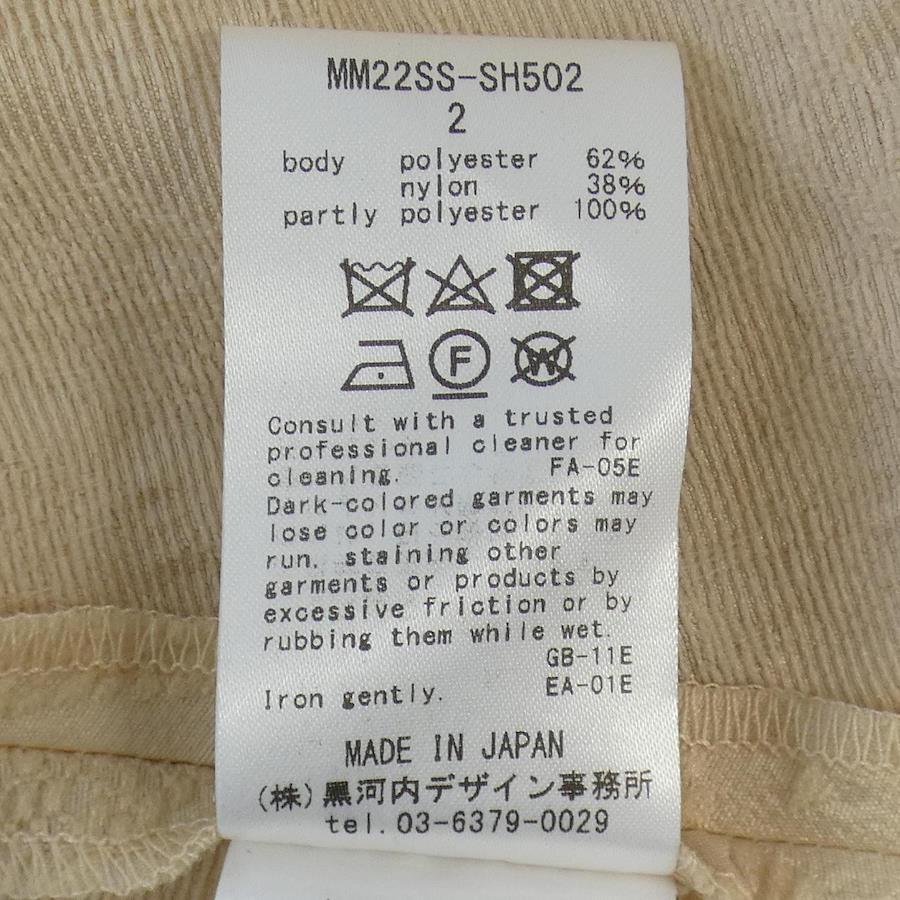 MM22SS-SH502
2
body polyester 62%
nylon 38%
partly polyester 100%
F W
Consult with a trusted
professional cleaner for
cleaning. FA-05E
Dark-colored garments may
lose color or colors may
run, staining other
garments or products by
excessive friction or by
rubbing them while wet.
GB-11E
Iron gently. EA-01E
MADE IN JAPAN
(株)黒河内デザイン事務所
tel.03-6379-0029